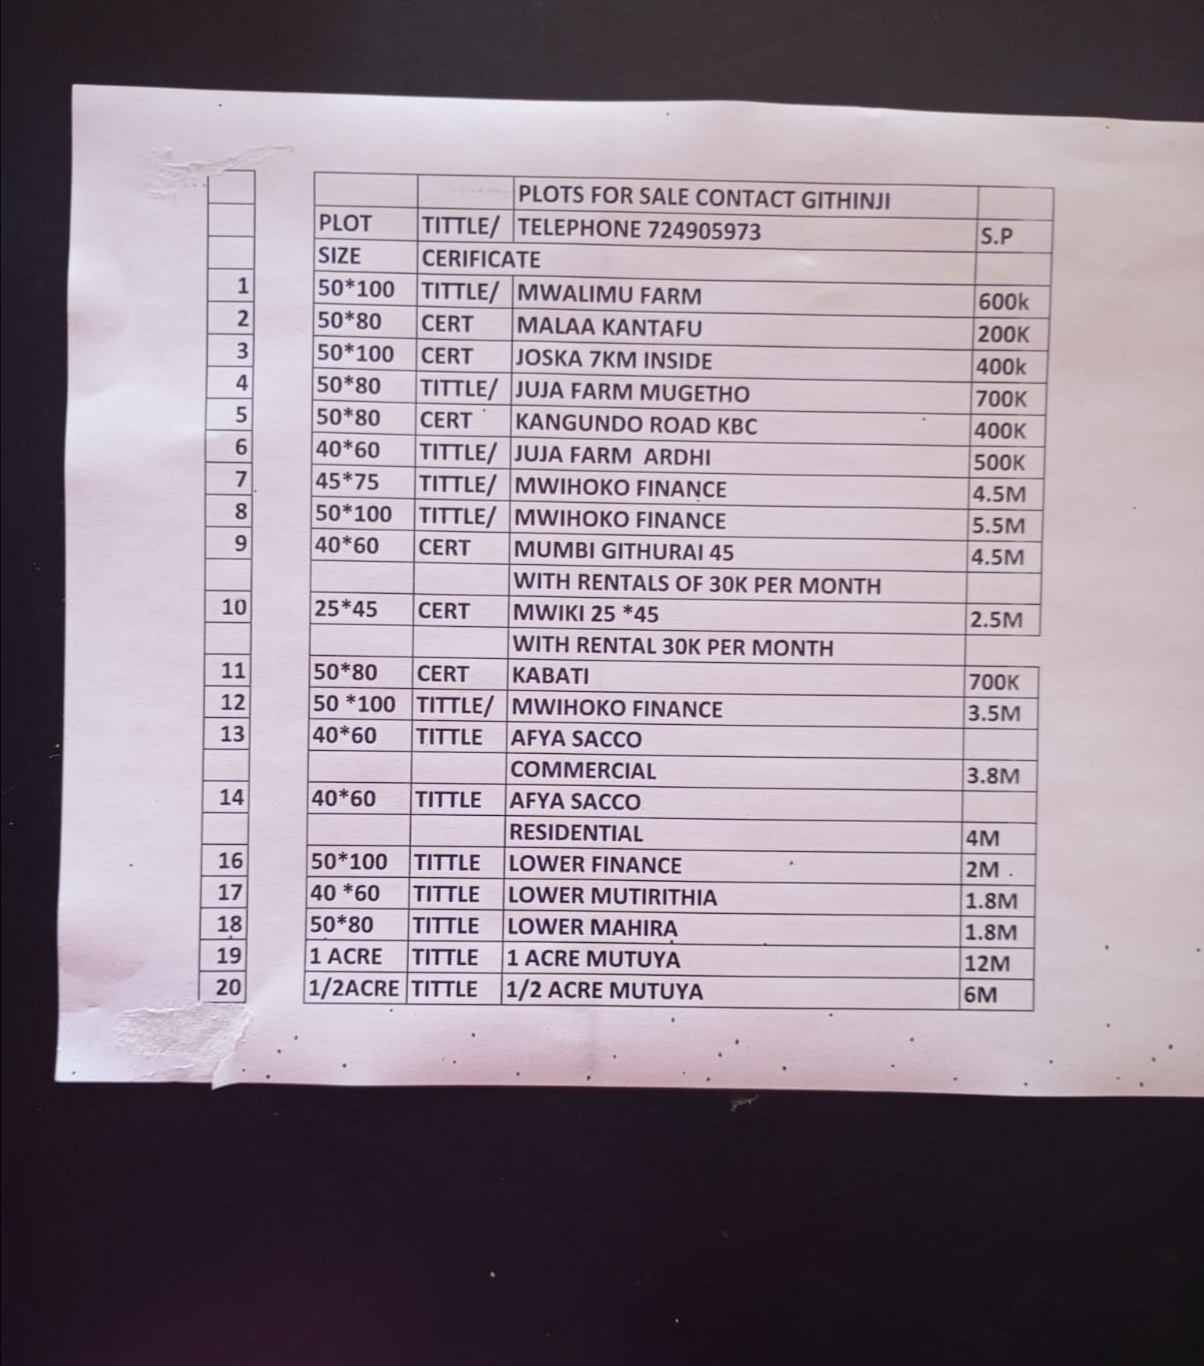 PLOTS FOR SALE CONTACT GITHINJI
PLOT TITTLE/ TELEPHONE 724905973 S.P
SIZE CERIFICATE
1 50*100 TITTLE/ MWALIMU FARM 600k
2 50*80 CERT MALAA KANTAFU 200K
3 50*100 CERT JOSKA 7KM INSIDE 400k
4 50*80 TITTLE/ JUJA FARM MUGETHO 700K
5 50*80 CERT KANGUNDO ROAD KBC 400K
6 40*60 TITTLE/ JUJA FARM ARDHI 500K
7 45*75 TITTLE/ MWIHOKO FINANCE 4.5M
8 50*100 TITTLE/ MWIHOKO FINANCE 5.5M
9 40*60 CERT MUMBI GITHURAI 45 4.5M
WITH RENTALS OF 30K PER MONTH
10 25*45 CERT MWIKI 25 *45 2.5M
WITH RENTAL 30K PER MONTH
11 50*80 CERT KABATI 700K
12 50 *100 TITTLE/ MWIHOKO FINANCE 3.5M
13 40*60 TITTLE AFYA SACCO
COMMERCIAL 3.8M
14 40*60 TITTLE AFYA SACCO
RESIDENTIAL 4M
16 50*100 TITTLE LOWER FINANCE 2M
17 40 *60 TITTLE LOWER MUTIRITHIA 1.8M
18 50*80 TITTLE LOWER MAHIRA 1.8M
19 1 ACRE TITTLE 1 ACRE MUTUYA 12M
20 1/2ACRE TITTLE 1/2 ACRE MUTUYA 6M